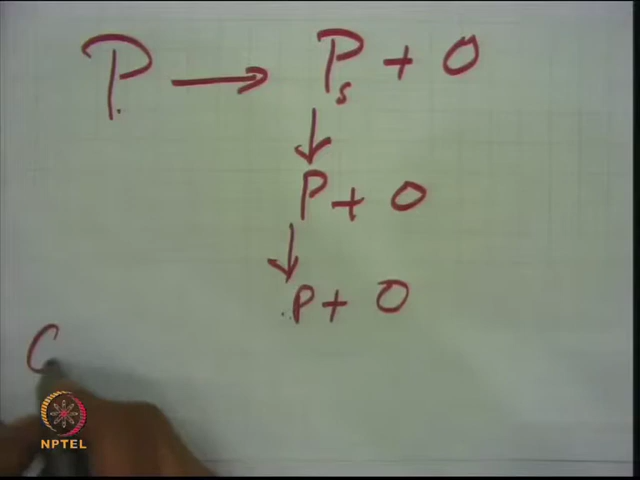 P → Pₛ + O
↓
P + O
↓
P + O
C
NPTEL